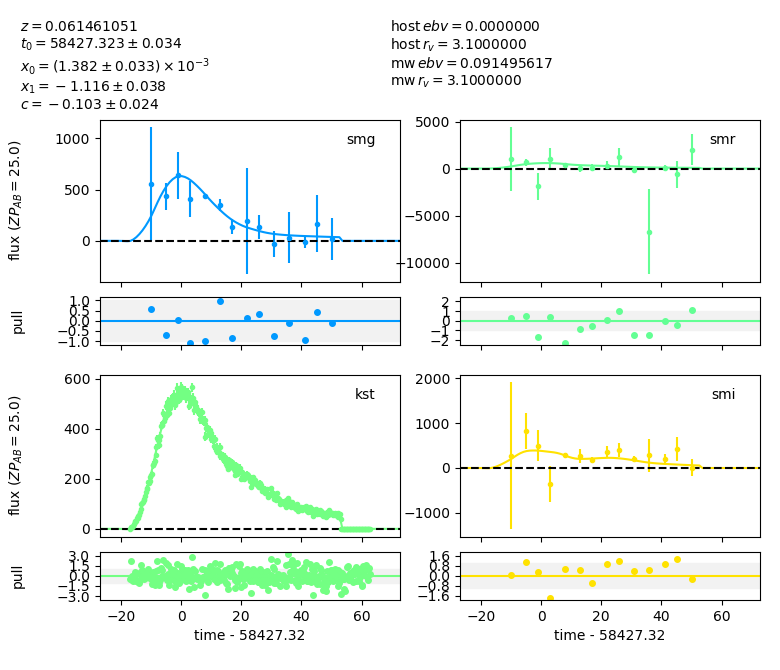 z = 0.061461051
t₀ = 58427.323 ± 0.034
x₀ = (1.382 ± 0.033) × 10⁻³
x₁ = −1.116 ± 0.038
c = −0.103 ± 0.024
host ebv = 0.0000000
host r_v = 3.1000000
mw ebv = 0.091495617
mw r_v = 3.1000000
flux (ZP_AB = 25.0)
1000
500
0
smg
5000
0
−5000
−10000
smr
pull
1.0
0.5
0.0
−0.5
−1.0
2
1
0
−1
−2
flux (ZP_AB = 25.0)
600
400
200
0
kst
2000
1000
0
−1000
smi
pull
3.0
1.5
0.0
−1.5
−3.0
1.6
0.8
0.0
−0.8
−1.6
−20 0 20 40 60
−20 0 20 40 60
time - 58427.32
time - 58427.32